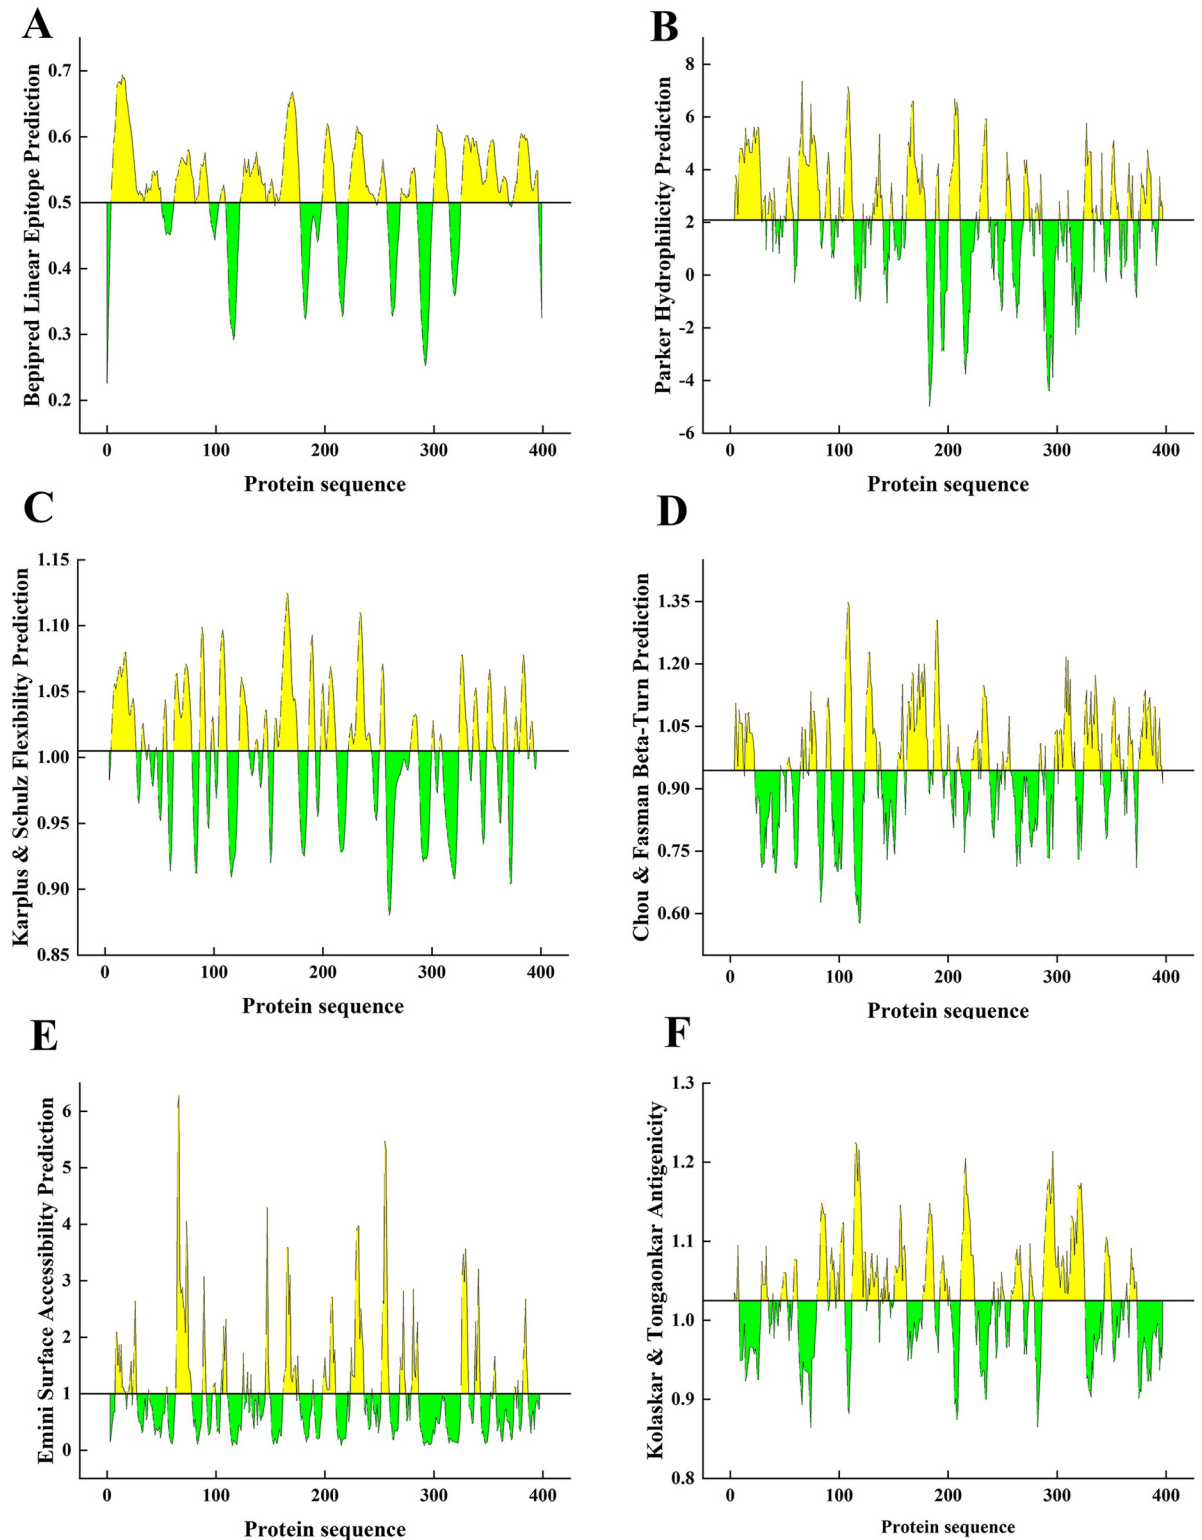 A
Bepipred Linear Epitope Prediction
0.7
0.6
0.5
0.4
0.3
0.2
0 100 200 300 400
Protein sequence
B
Parker Hydrophilicity Prediction
8
6
4
2
0
-2
-4
-6
0 100 200 300 400
Protein sequence
C
Karplus & Schulz Flexibility Prediction
1.15
1.10
1.05
1.00
0.95
0.90
0.85
0 100 200 300 400
Protein sequence
D
Chou & Fasman Beta-Turn Prediction
1.35
1.20
1.05
0.90
0.75
0.60
0 100 200 300 400
Protein sequence
E
Emini Surface Accessibility Prediction
6
5
4
3
2
1
0
0 100 200 300 400
Protein sequence
F
Kolaskar & Tongaonkar Antigenicity
1.3
1.2
1.1
1.0
0.9
0.8
0 100 200 300 400
Protein sequence